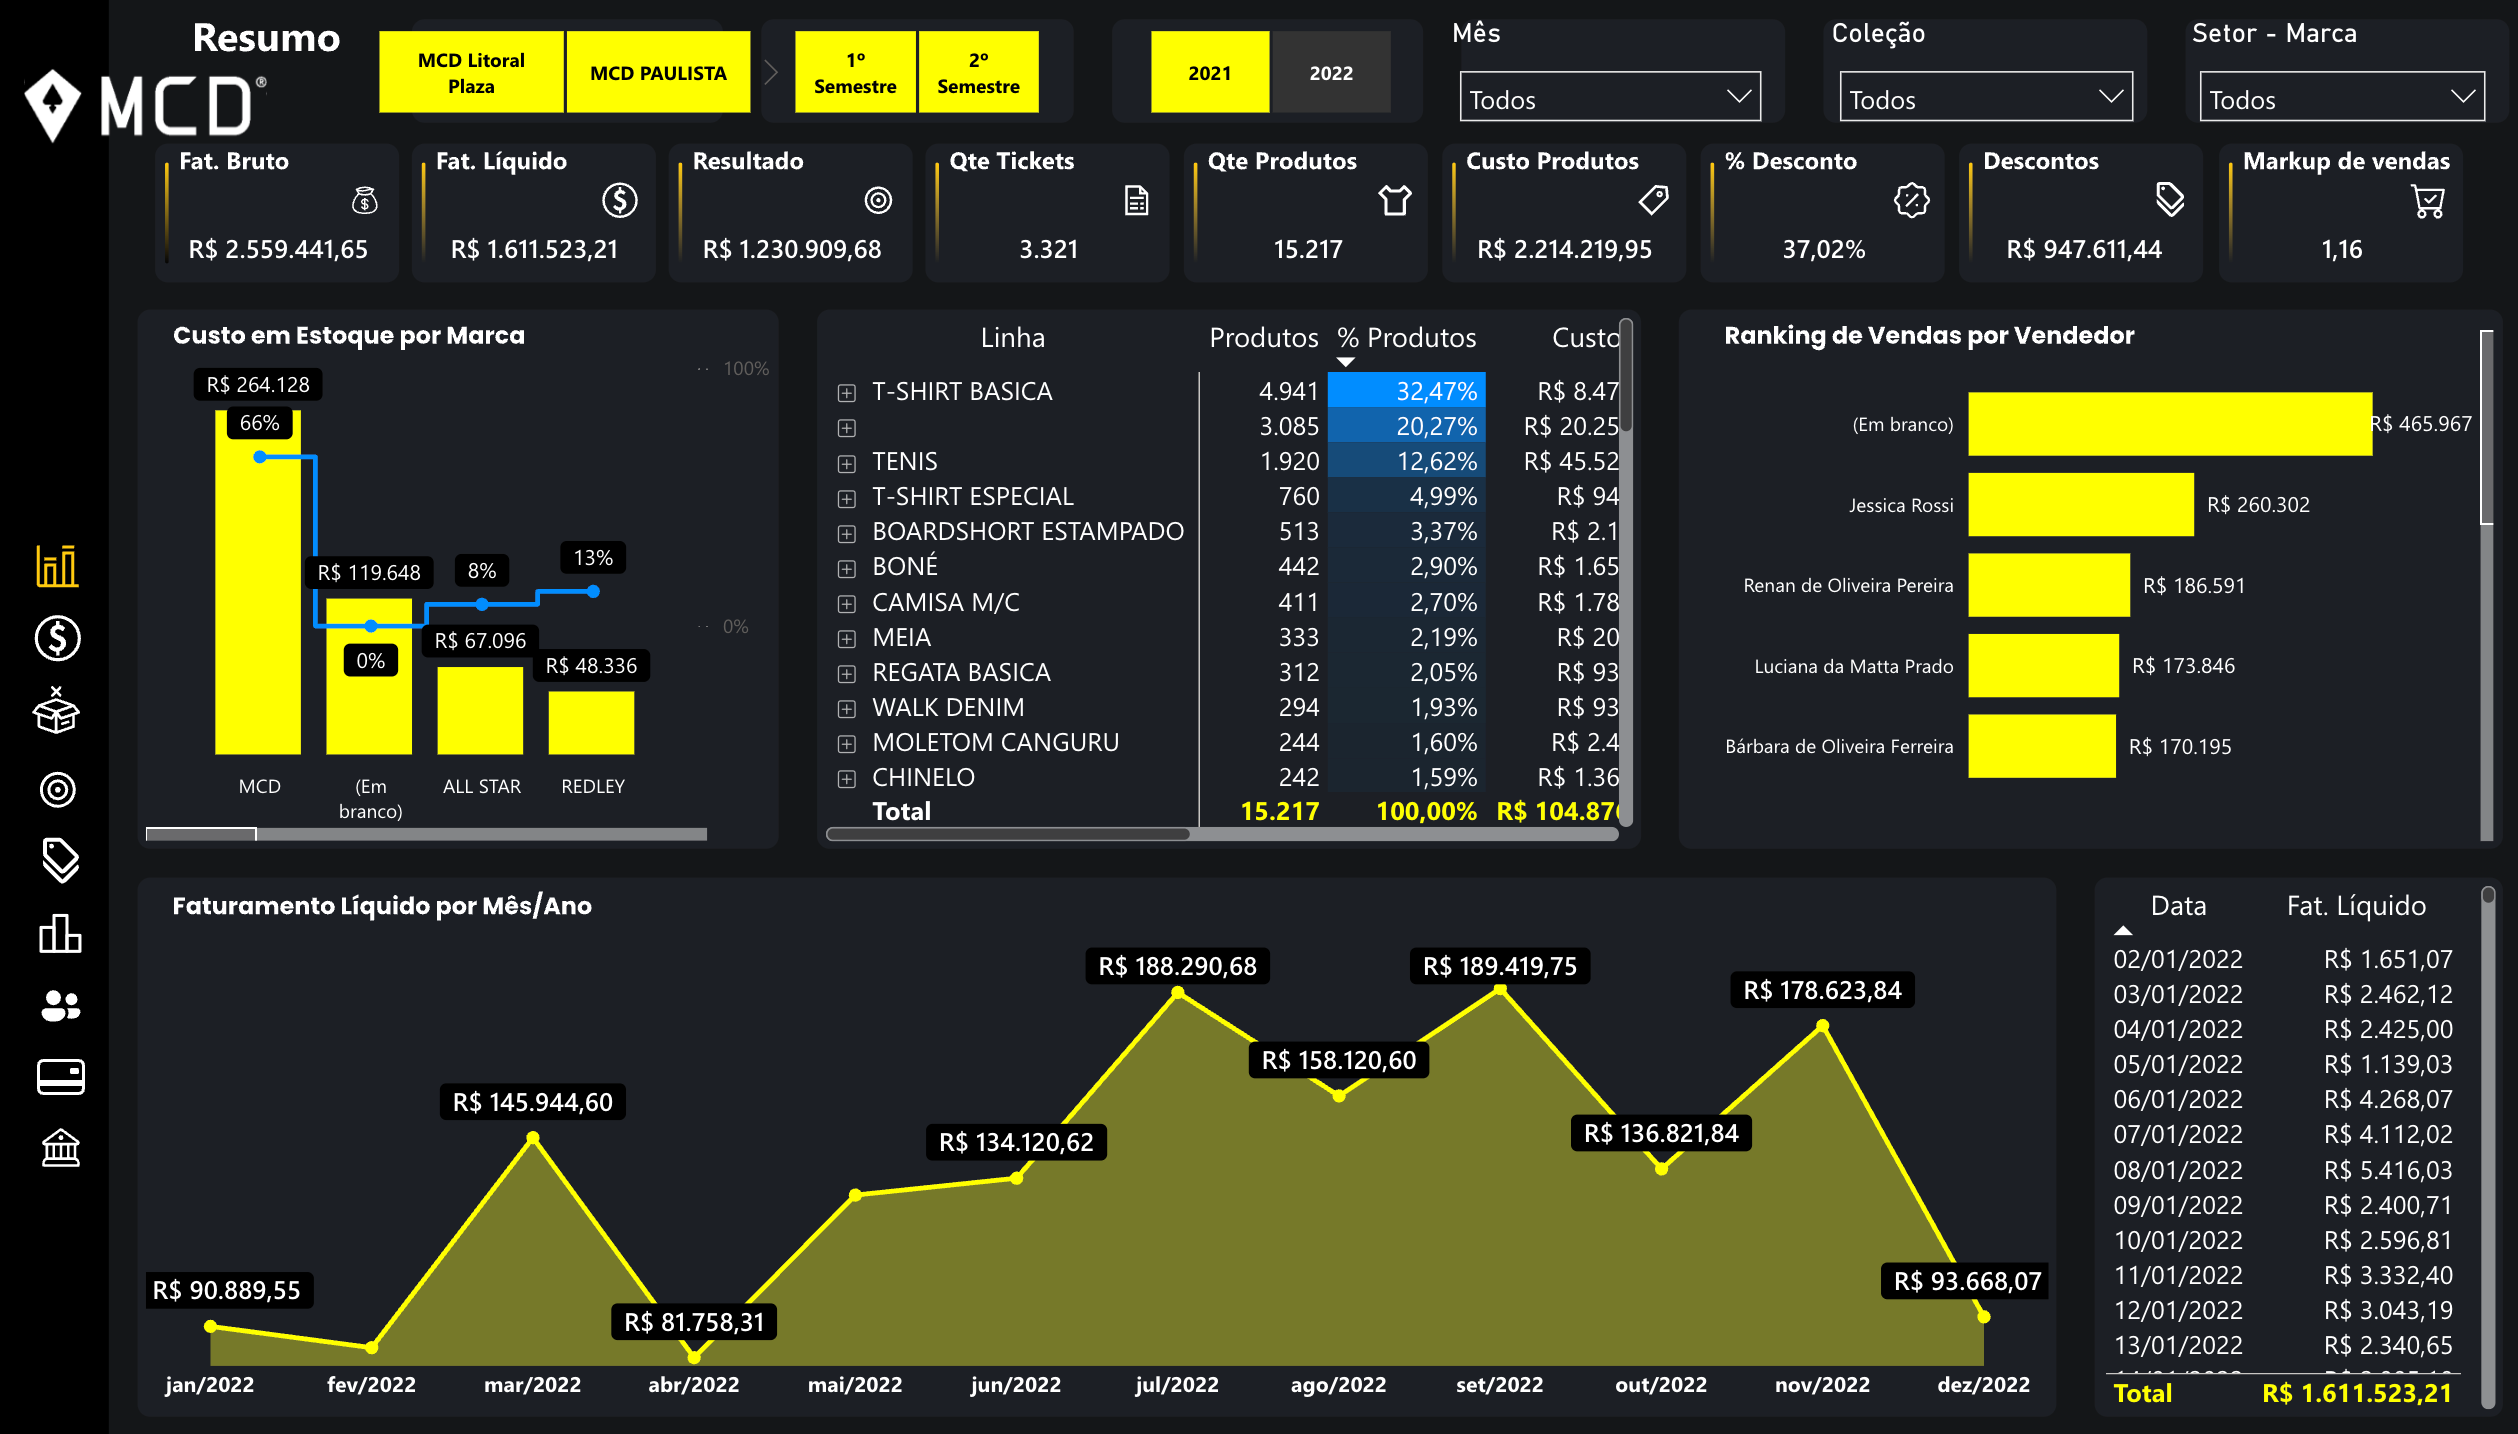 Resumo
MCD®
MCD Litoral
Plaza
MCD PAULISTA
1º
Semestre
2º
Semestre
2021
2022
Mês
Todos
Coleção
Todos
Setor - Marca
Todos
Fat. Bruto
R$ 2.559.441,65
Fat. Líquido
R$ 1.611.523,21
Resultado
R$ 1.230.909,68
Qte Tickets
3.321
Qte Produtos
15.217
Custo Produtos
R$ 2.214.219,95
% Desconto
37,02%
Descontos
R$ 947.611,44
Markup de vendas
1,16
Custo em Estoque por Marca
100%
R$ 264.128
66%
R$ 119.648
8%
13%
0%
R$ 67.096
0%
R$ 48.336
MCD
(Em
branco)
ALL STAR
REDLEY
Linha Produtos % Produtos Custo
T-SHIRT BASICA 4.941 32,47% R$ 8.47
3.085 20,27% R$ 20.25
TENIS 1.920 12,62% R$ 45.52
T-SHIRT ESPECIAL 760 4,99% R$ 94
BOARDSHORT ESTAMPADO 513 3,37% R$ 2.1
BONÉ 442 2,90% R$ 1.65
CAMISA M/C 411 2,70% R$ 1.78
MEIA 333 2,19% R$ 20
REGATA BASICA 312 2,05% R$ 93
WALK DENIM 294 1,93% R$ 93
MOLETOM CANGURU 244 1,60% R$ 2.4
CHINELO 242 1,59% R$ 1.36
Total 15.217 100,00% R$ 104.876
Ranking de Vendas por Vendedor
(Em branco) R$ 465.967
Jessica Rossi R$ 260.302
Renan de Oliveira Pereira R$ 186.591
Luciana da Matta Prado R$ 173.846
Bárbara de Oliveira Ferreira R$ 170.195
Faturamento Líquido por Mês/Ano
R$ 90.889,55
R$ 145.944,60
R$ 81.758,31
R$ 134.120,62
R$ 188.290,68
R$ 158.120,60
R$ 189.419,75
R$ 136.821,84
R$ 178.623,84
R$ 93.668,07
jan/2022 fev/2022 mar/2022 abr/2022 mai/2022 jun/2022 jul/2022 ago/2022 set/2022 out/2022 nov/2022 dez/2022
Data Fat. Líquido
02/01/2022 R$ 1.651,07
03/01/2022 R$ 2.462,12
04/01/2022 R$ 2.425,00
05/01/2022 R$ 1.139,03
06/01/2022 R$ 4.268,07
07/01/2022 R$ 4.112,02
08/01/2022 R$ 5.416,03
09/01/2022 R$ 2.400,71
10/01/2022 R$ 2.596,81
11/01/2022 R$ 3.332,40
12/01/2022 R$ 3.043,19
13/01/2022 R$ 2.340,65
Total R$ 1.611.523,21